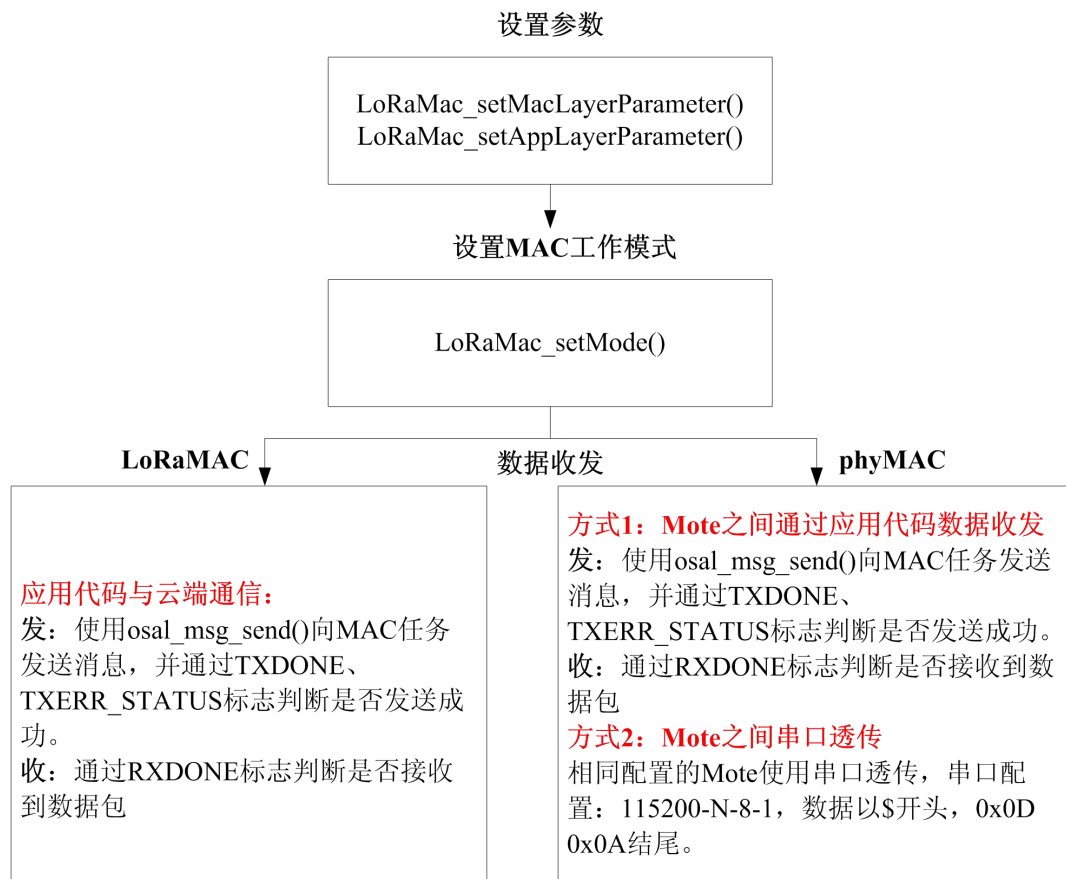 设置参数
LoRaMac_setMacLayerParameter()
LoRaMac_setAppLayerParameter()
设置MAC工作模式
LoRaMac_setMode()
LoRaMAC
数据收发
phyMAC
应用代码与云端通信：
发：使用osal_msg_send()向MAC任务
发送消息，并通过TXDONE、
TXERR_STATUS标志判断是否发送成
功。
收：通过RXDONE标志判断是否接收
到数据包
方式1：Mote之间通过应用代码数据收发
发：使用osal_msg_send()向MAC任务发送
消息，并通过TXDONE、
TXERR_STATUS标志判断是否发送成功。
收：通过RXDONE标志判断是否接收到数
据包
方式2：Mote之间串口透传
相同配置的Mote使用串口透传，串口配
置：115200-N-8-1，数据以$开头，0x0D
0x0A结尾。